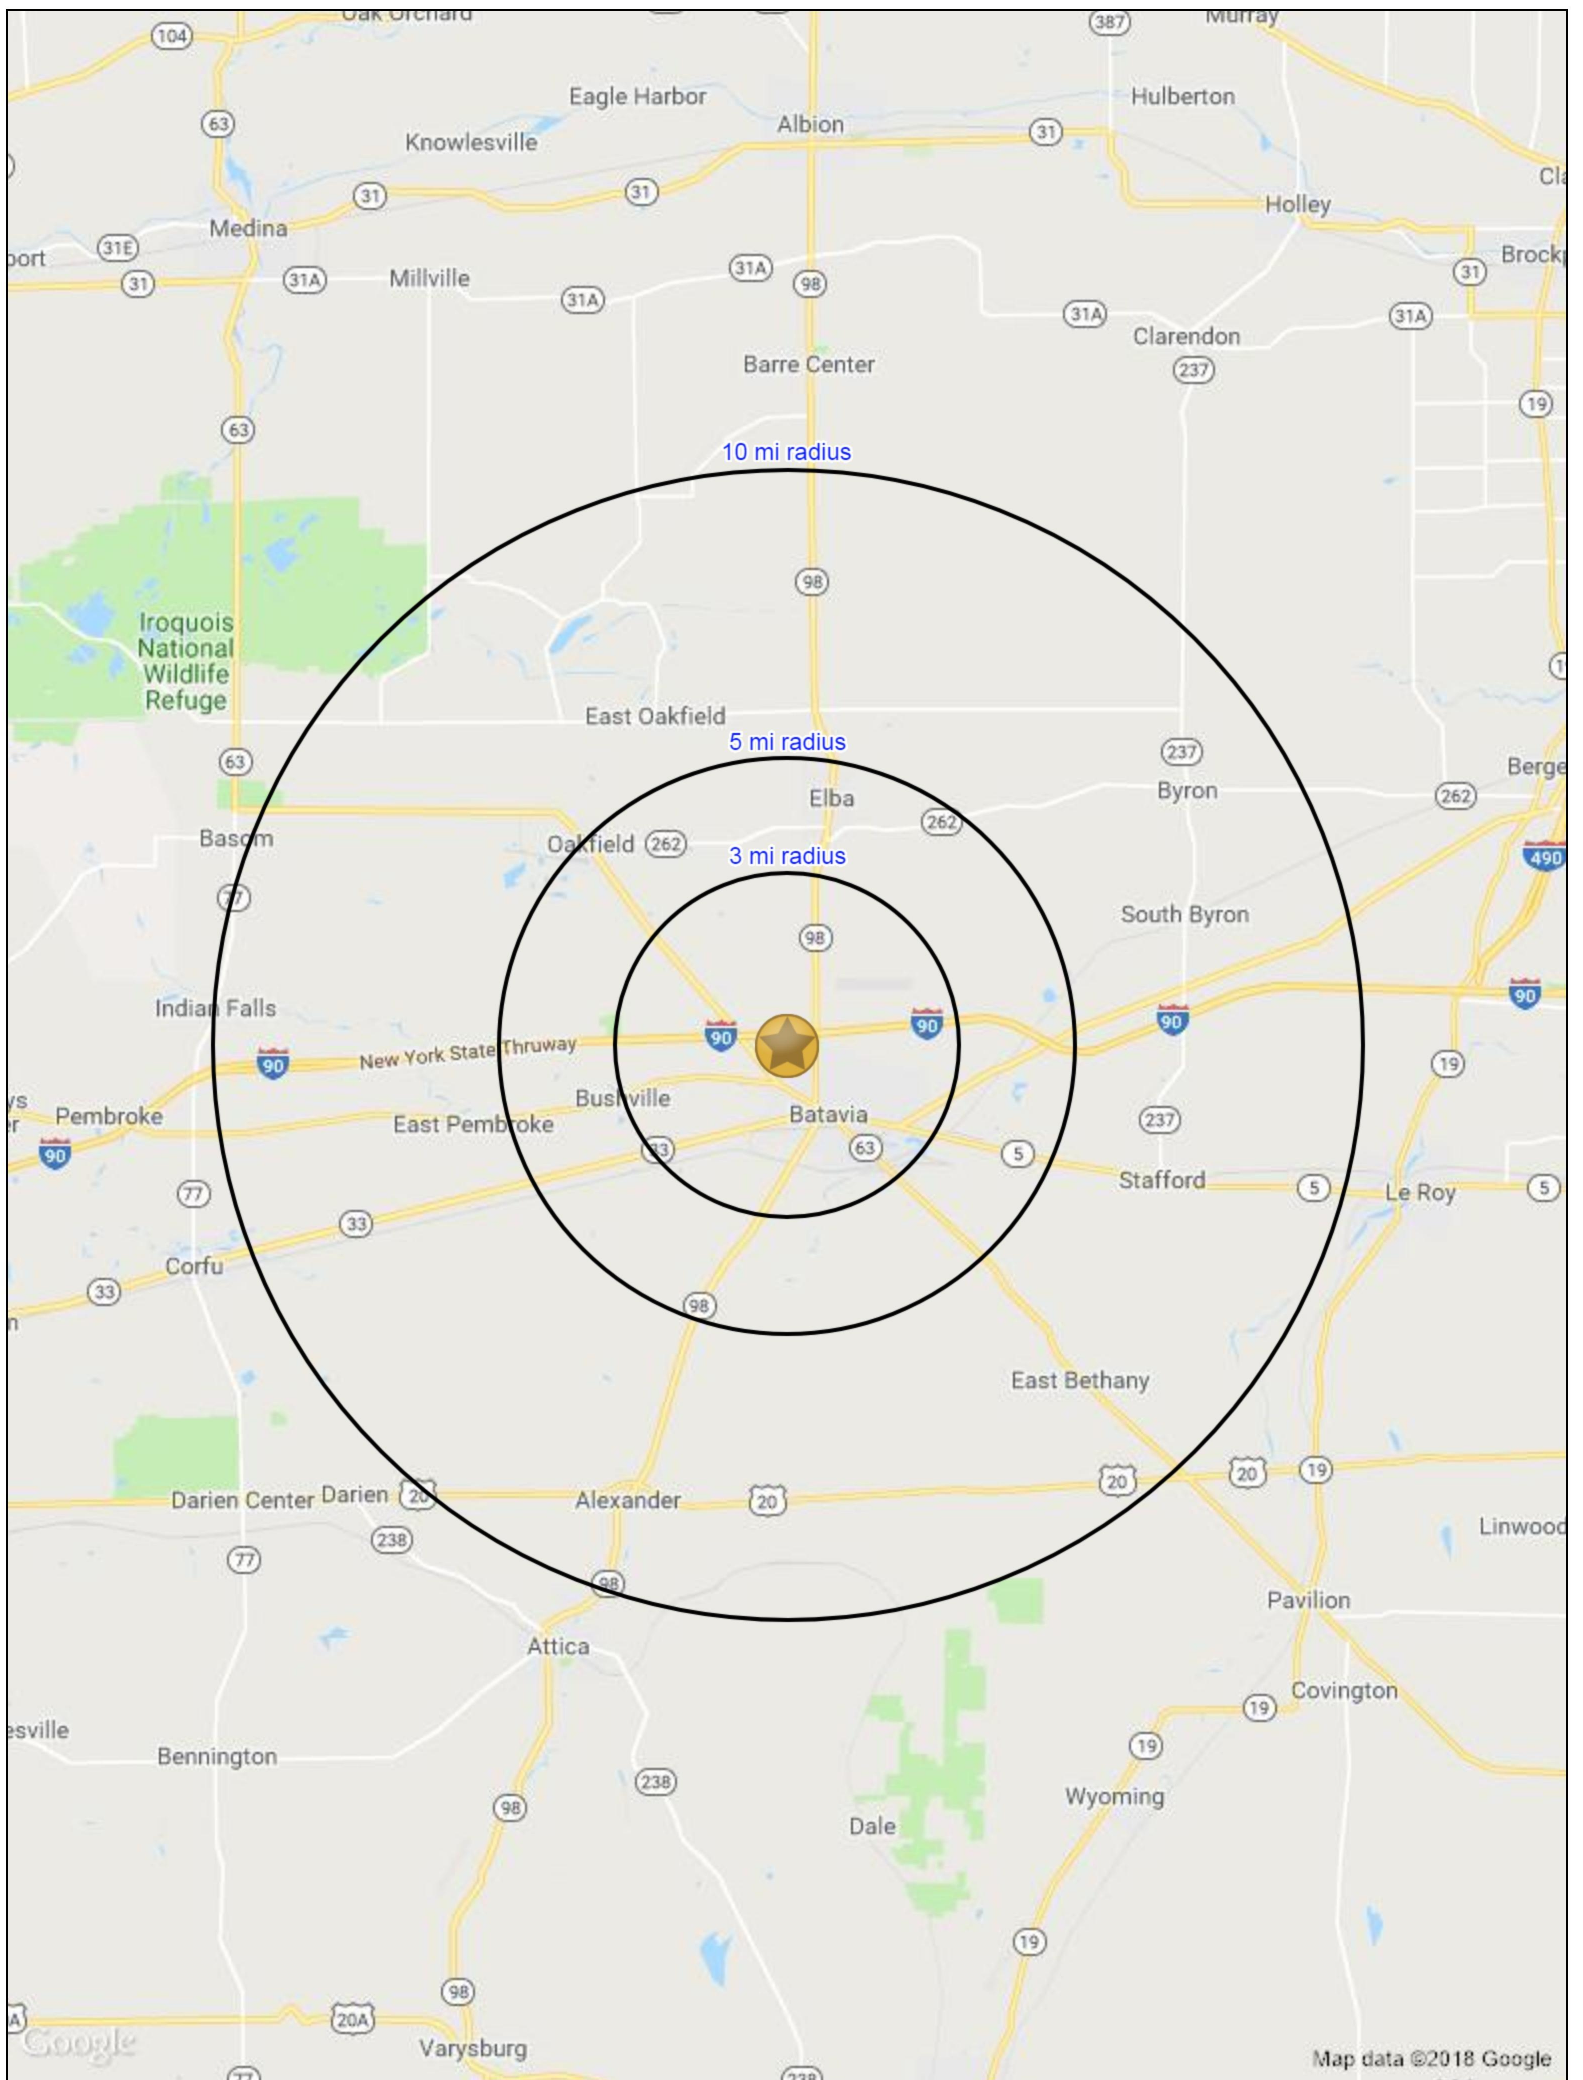 Oak Orchard
Murray
387
104
Eagle Harbor
Hulberton
63
Albion
31
Knowlesville
Cla
31
31
Holley
Medina
31E
port
Brockp
31A
31
31A
Millville
31
98
31A
31A
31A
Clarendon
Barre Center
237
19
63
10 mi radius
98
Iroquois
National
Wildlife
Refuge
East Oakfield
5 mi radius
237
63
Berge
Byron
262
Elba
262
Basom
Oakfield
262
3 mi radius
490
77
South Byron
98
90
Indian Falls
90
90
90
New York State Thruway
90
19
Bushville
Pembroke
Batavia
237
East Pembroke
63
33
5
90
Stafford
5
Le Roy
5
77
33
Corfu
33
98
East Bethany
19
20
20
Darien
20
Darien Center
Alexander
20
Linwood
238
77
98
Pavilion
Attica
Covington
19
esville
19
Bennington
238
Wyoming
98
Dale
19
98
20A
Google
Varysburg
Map data ©2018 Google
77
238